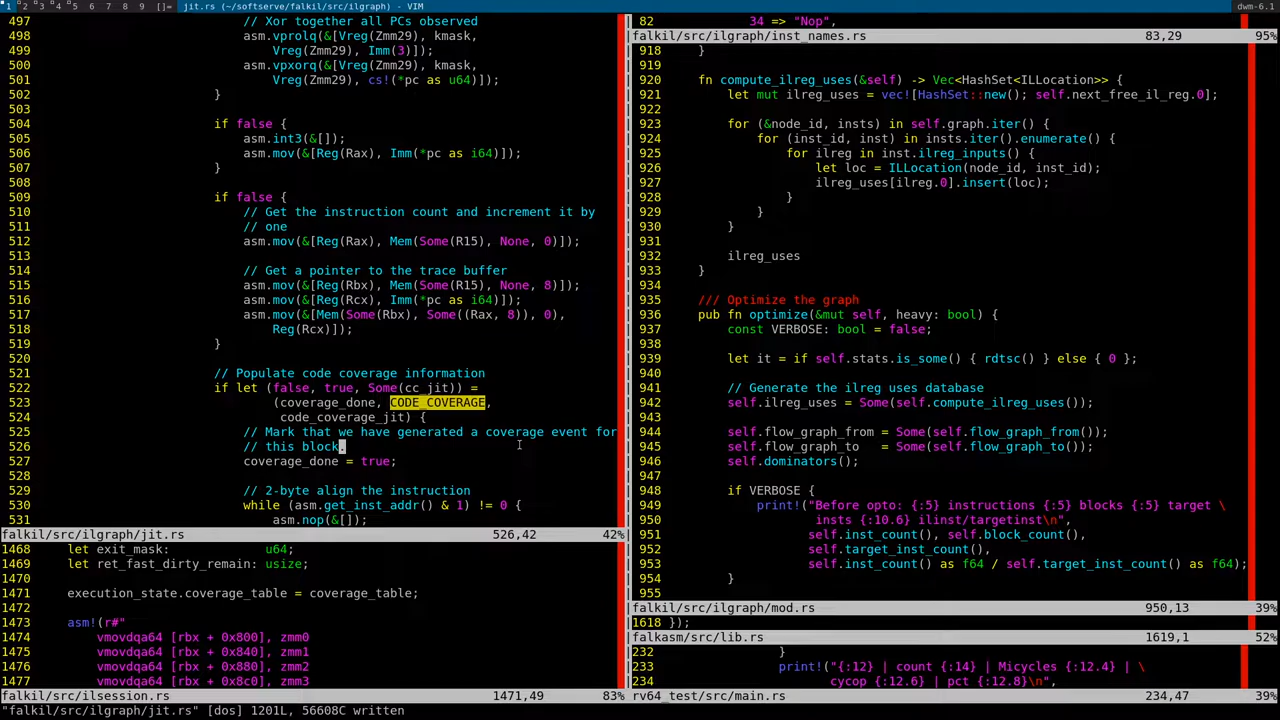 1 2 3 4 5 6 7 8 9 []= jit.rs (~/softserve/falkil/src/ilgraph) - VIM dwm-6.1
497 // Xor together all PCs observed
498 asm.vprolq(&[Vreg(Zmm29), kmask,
499 Vreg(Zmm29), Imm(3)]);
500 asm.vpxorq(&[Vreg(Zmm29), kmask,
501 Vreg(Zmm29), cs!(*pc as u64)]);
502 }
503
504 if false {
505 asm.int3(&[]);
506 asm.mov(&[Reg(Rax), Imm(*pc as i64)]);
507 }
508
509 if false {
510 // Get the instruction count and increment it by
511 // one
512 asm.mov(&[Reg(Rax), Mem(Some(R15), None, 0)]);
513
514 // Get a pointer to the trace buffer
515 asm.mov(&[Reg(Rbx), Mem(Some(R15), None, 8)]);
516 asm.mov(&[Reg(Rcx), Imm(*pc as i64)]);
517 asm.mov(&[Mem(Some(Rbx), Some((Rax, 8)), 0),
518 Reg(Rcx)]);
519 }
520
521 // Populate code coverage information
522 if let (false, true, Some(cc_jit)) =
523 (coverage_done, CODE_COVERAGE,
524 code_coverage_jit) {
525 // Mark that we have generated a coverage event for
526 // this block.
527 coverage_done = true;
528
529 // 2-byte align the instruction
530 while (asm.get_inst_addr() & 1) != 0 {
531 asm.nop(&[]);
falkil/src/ilgraph/jit.rs 526,42 42%
1468 let exit_mask: u64;
1469 let ret_fast_dirty_remain: usize;
1470
1471 execution_state.coverage_table = coverage_table;
1472
1473 asm!(r#"
1474 vmovdqa64 [rbx + 0x800], zmm0
1475 vmovdqa64 [rbx + 0x840], zmm1
1476 vmovdqa64 [rbx + 0x880], zmm2
1477 vmovdqa64 [rbx + 0x8c0], zmm3
falkil/src/ilsession.rs 1471,49 83%
"falkil/src/ilgraph/jit.rs" [dos] 1201L, 56608C written
82 34 => "Nop",
falkil/src/ilgraph/inst_names.rs 83,29 95%
918 }
919
920 fn compute_ilreg_uses(&self) -> Vec<HashSet<ILLocation>> {
921 let mut ilreg_uses = vec![HashSet::new(); self.next_free_il_reg.0];
922
923 for (&node_id, insts) in self.graph.iter() {
924 for (inst_id, inst) in insts.iter().enumerate() {
925 for ilreg in inst.ilreg_inputs() {
926 let loc = ILLocation(node_id, inst_id);
927 ilreg_uses[ilreg.0].insert(loc);
928 }
929 }
930 }
931
932 ilreg_uses
933 }
934
935 /// Optimize the graph
936 pub fn optimize(&mut self, heavy: bool) {
937 const VERBOSE: bool = false;
938
939 let it = if self.stats.is_some() { rdtsc() } else { 0 };
940
941 // Generate the ilreg uses database
942 self.ilreg_uses = Some(self.compute_ilreg_uses());
943
944 self.flow_graph_from = Some(self.flow_graph_from());
945 self.flow_graph_to   = Some(self.flow_graph_to());
946 self.dominators();
947
948 if VERBOSE {
949 print!("Before opto: {:5} instructions {:5} blocks {:5} target \
950 insts {:10.6} ilinst/targetinst\n",
951 self.inst_count(), self.block_count(),
952 self.target_inst_count(),
953 self.inst_count() as f64 / self.target_inst_count() as f64);
954 }
955
falkil/src/ilgraph/mod.rs 950,13 39%
1618 });
falkasm/src/lib.rs 1619,1 52%
232 }
233 print!("{:12} | count {:14} | Micycles {:12.4} | \
234 cycop {:12.6} | pct {:12.8}\n",
rv64_test/src/main.rs 234,47 39%